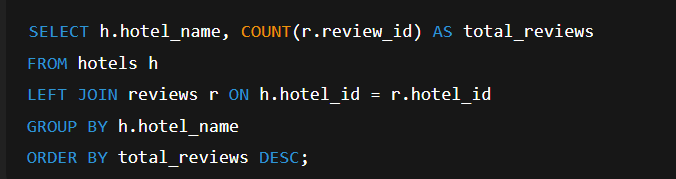 SELECT h.hotel_name, COUNT(r.review_id) AS total_reviews
FROM hotels h
LEFT JOIN reviews r ON h.hotel_id = r.hotel_id
GROUP BY h.hotel_name
ORDER BY total_reviews DESC;